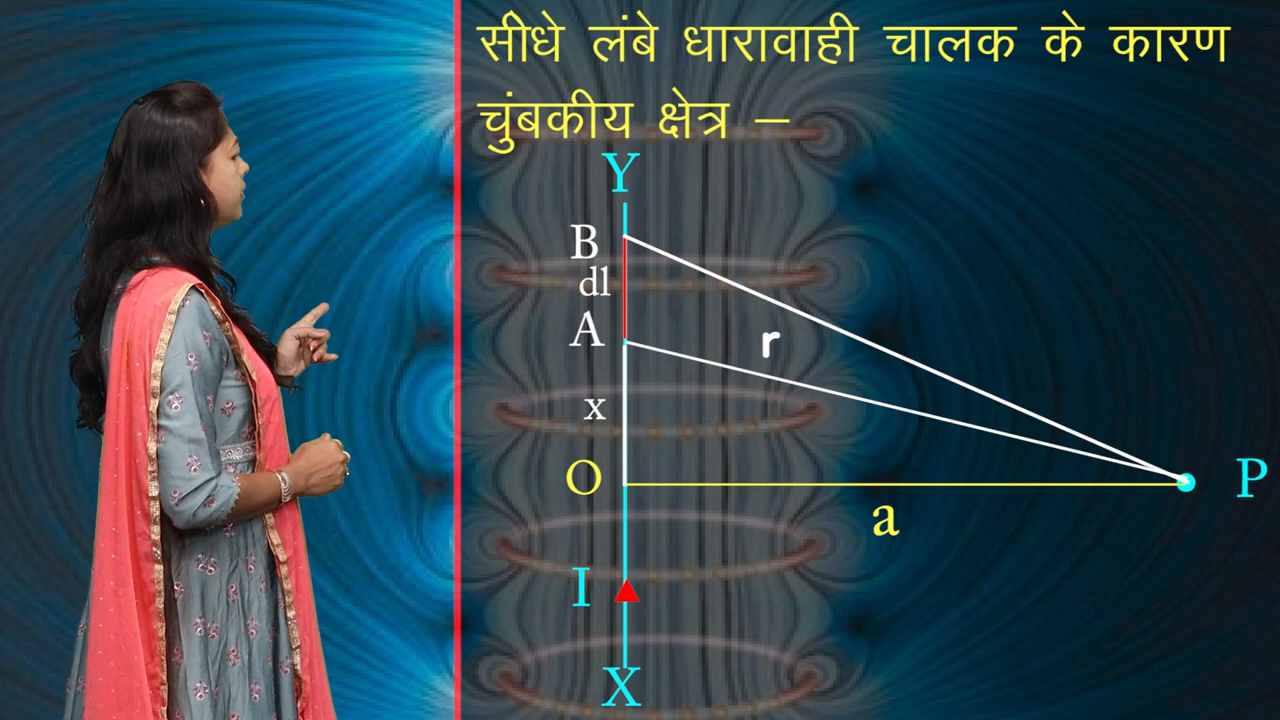 सीधे लंबे धारावाही चालक के कारण
चुंबकीय क्षेत्र –
Y
B
dl
A
r
x
O
P
a
I
X